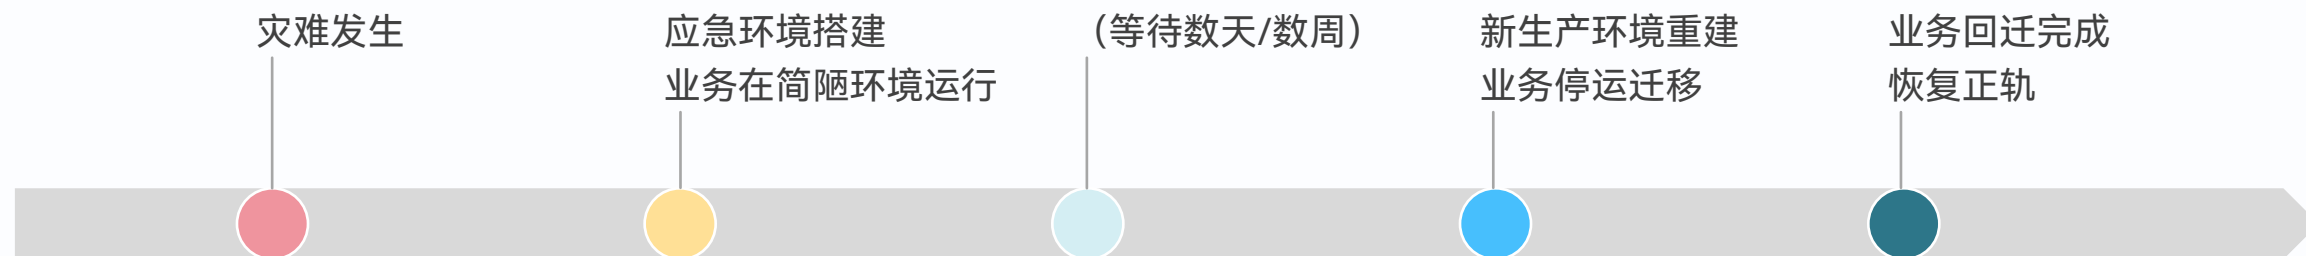 灾难发生
应急环境搭建
业务在简陋环境运行
（等待数天/数周）
新生产环境重建
业务停运迁移
业务回迁完成
恢复正轨